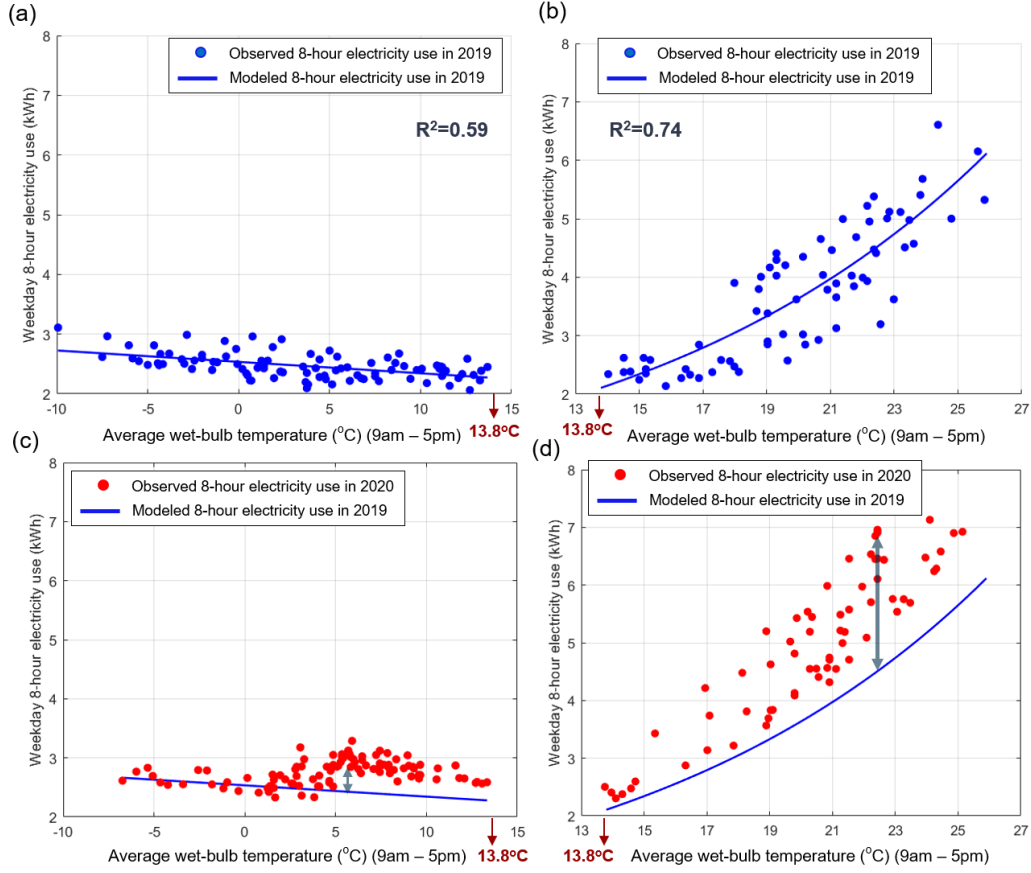 (a)
Observed 8-hour electricity use in 2019
Modeled 8-hour electricity use in 2019
R²=0.59
Weekday 8-hour electricity use (kWh)
8
7
6
5
4
3
2
-10
-5
0
5
10
15
Average wet-bulb temperature (°C) (9am – 5pm)
13.8°C
(b)
Observed 8-hour electricity use in 2019
Modeled 8-hour electricity use in 2019
R²=0.74
Weekday 8-hour electricity use (kWh)
8
7
6
5
4
3
2
13
15
17
19
21
23
25
27
13.8°C
Average wet-bulb temperature (°C) (9am – 5pm)
(c)
Observed 8-hour electricity use in 2020
Modeled 8-hour electricity use in 2019
Weekday 8-hour electricity use (kWh)
8
7
6
5
4
3
2
-10
-5
0
5
10
15
Average wet-bulb temperature (°C) (9am – 5pm)
13.8°C
(d)
Observed 8-hour electricity use in 2020
Modeled 8-hour electricity use in 2019
Weekday 8-hour electricity use (kWh)
8
7
6
5
4
3
2
13
15
17
19
21
23
25
27
13.8°C
Average wet-bulb temperature (°C) (9am – 5pm)